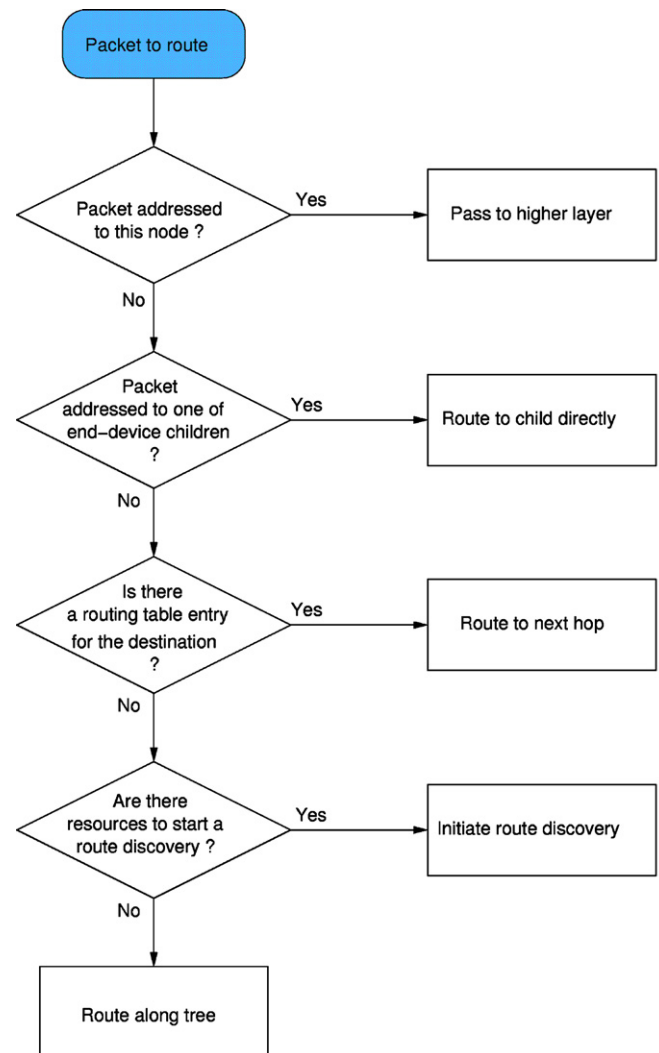 Packet to route
Packet addressed
to this node ?
Yes
Pass to higher layer
No
Packet
addressed to one of
end–device children
?
Yes
Route to child directly
No
Is there
a routing table entry
for the destination
?
Yes
Route to next hop
No
Are there
resources to start a
route discovery ?
Yes
Initiate route discovery
No
Route along tree